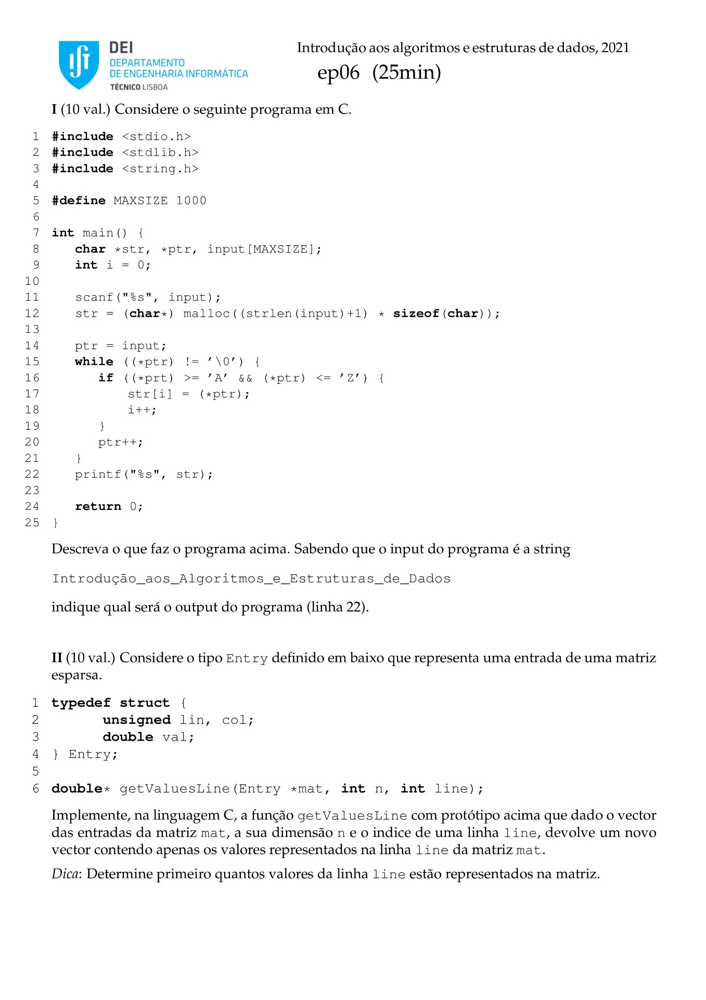 DEI
DEPARTAMENTO
DE ENGENHARIA INFORMÁTICA
TÉCNICO LISBOA
Introdução aos algoritmos e estruturas de dados, 2021
ep06 (25min)
I (10 val.) Considere o seguinte programa em C.
1 #include <stdio.h>
2 #include <stdlib.h>
3 #include <string.h>
4
5 #define MAXSIZE 1000
6
7 int main() {
8    char *str, *ptr, input[MAXSIZE];
9    int i = 0;
10
11    scanf("%s", input);
12    str = (char*) malloc((strlen(input)+1) * sizeof(char));
13
14    ptr = input;
15    while ((*ptr) != '\0') {
16       if ((*prt) >= 'A' && (*ptr) <= 'Z') {
17           str[i] = (*ptr);
18           i++;
19       }
20       ptr++;
21    }
22    printf("%s", str);
23
24    return 0;
25 }
Descreva o que faz o programa acima. Sabendo que o input do programa é a string
Introdução_aos_Algoritmos_e_Estruturas_de_Dados
indique qual será o output do programa (linha 22).
II (10 val.) Considere o tipo Entry definido em baixo que representa uma entrada de uma matriz
esparsa.
1 typedef struct {
2       unsigned lin, col;
3       double val;
4 } Entry;
5
6 double* getValuesLine(Entry *mat, int n, int line);
Implemente, na linguagem C, a função getValuesLine com protótipo acima que dado o vector
das entradas da matriz mat, a sua dimensão n e o indice de uma linha line, devolve um novo
vector contendo apenas os valores representados na linha line da matriz mat.
Dica: Determine primeiro quantos valores da linha line estão representados na matriz.